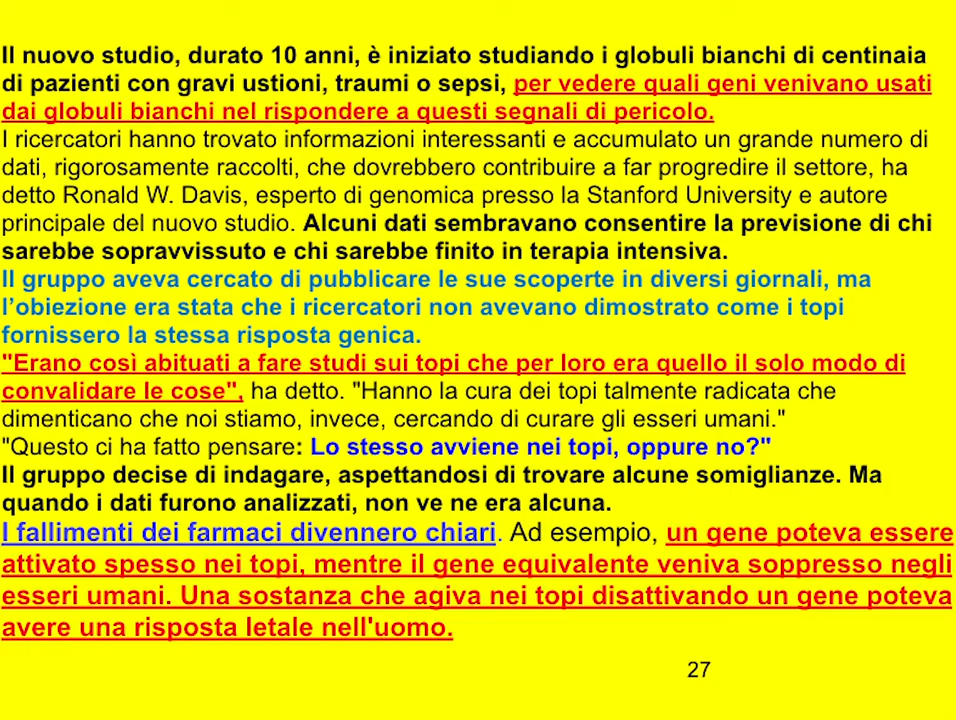 Il nuovo studio, durato 10 anni, è iniziato studiando i globuli bianchi di centinaia
di pazienti con gravi ustioni, traumi o sepsi, per vedere quali geni venivano usati
dai globuli bianchi nel rispondere a questi segnali di pericolo.
I ricercatori hanno trovato informazioni interessanti e accumulato un grande numero di
dati, rigorosamente raccolti, che dovrebbero contribuire a far progredire il settore, ha
detto Ronald W. Davis, esperto di genomica presso la Stanford University e autore
principale del nuovo studio. Alcuni dati sembravano consentire la previsione di chi
sarebbe sopravvissuto e chi sarebbe finito in terapia intensiva.
Il gruppo aveva cercato di pubblicare le sue scoperte in diversi giornali, ma
l’obiezione era stata che i ricercatori non avevano dimostrato come i topi
fornissero la stessa risposta genica.
"Erano così abituati a fare studi sui topi che per loro era quello il solo modo di
convalidare le cose", ha detto. "Hanno la cura dei topi talmente radicata che
dimenticano che noi stiamo, invece, cercando di curare gli esseri umani."
"Questo ci ha fatto pensare: Lo stesso avviene nei topi, oppure no?"
Il gruppo decise di indagare, aspettandosi di trovare alcune somiglianze. Ma
quando i dati furono analizzati, non ve ne era alcuna.
I fallimenti dei farmaci divennero chiari. Ad esempio, un gene poteva essere
attivato spesso nei topi, mentre il gene equivalente veniva soppresso negli
esseri umani. Una sostanza che agiva nei topi disattivando un gene poteva
avere una risposta letale nell'uomo.
27